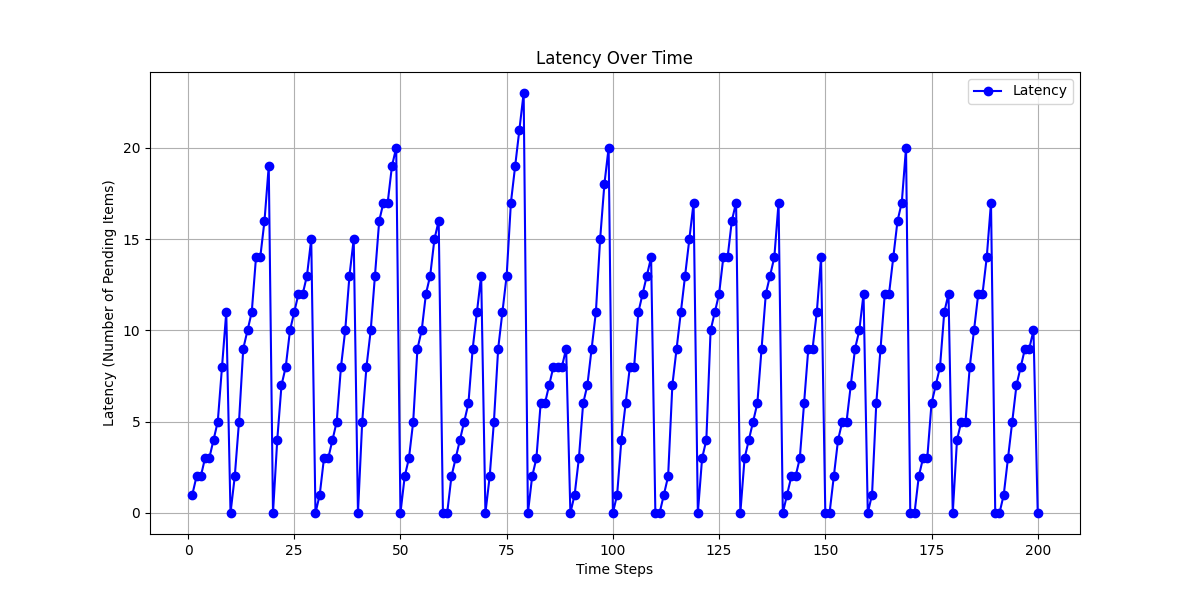 Latency Over Time
Latency
Latency (Number of Pending Items)
20
15
10
5
0
0 25 50 75 100 125 150 175 200
Time Steps